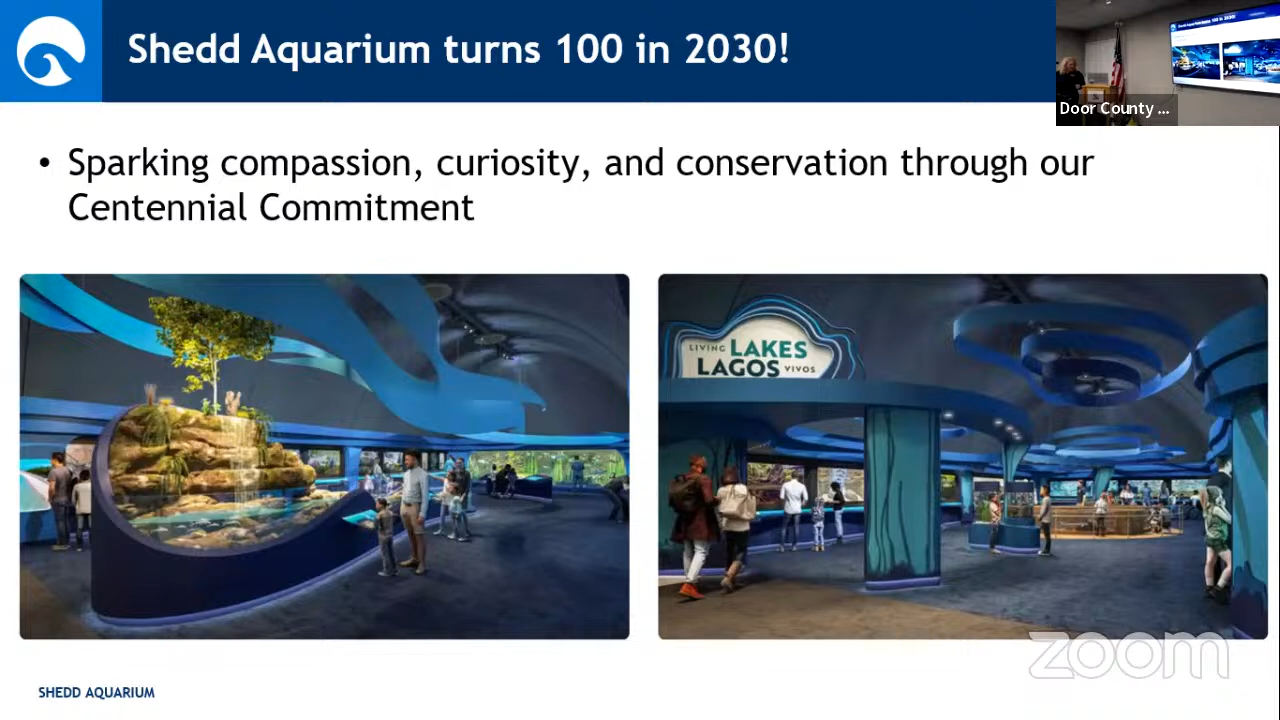 Shedd Aquarium turns 100 in 2030!
Door County ...
• Sparking compassion, curiosity, and conservation through our
Centennial Commitment
LIVING LAKES
LAGOS VIVOS
zoom
SHEDD AQUARIUM